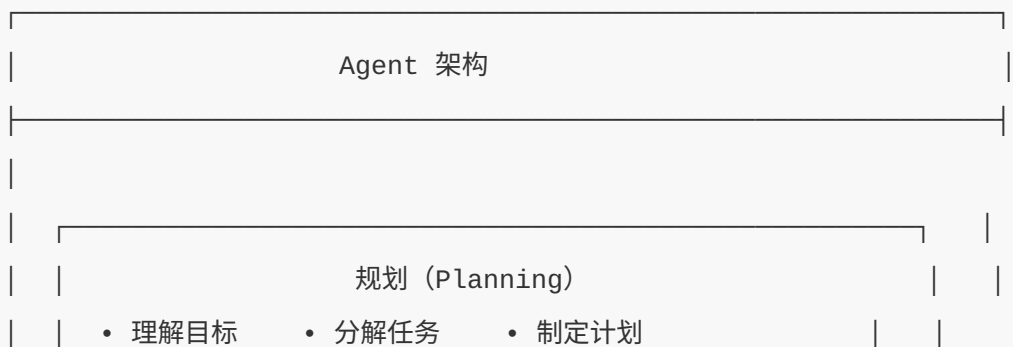 Agent 架构
规划（Planning）
• 理解目标 • 分解任务 • 制定计划